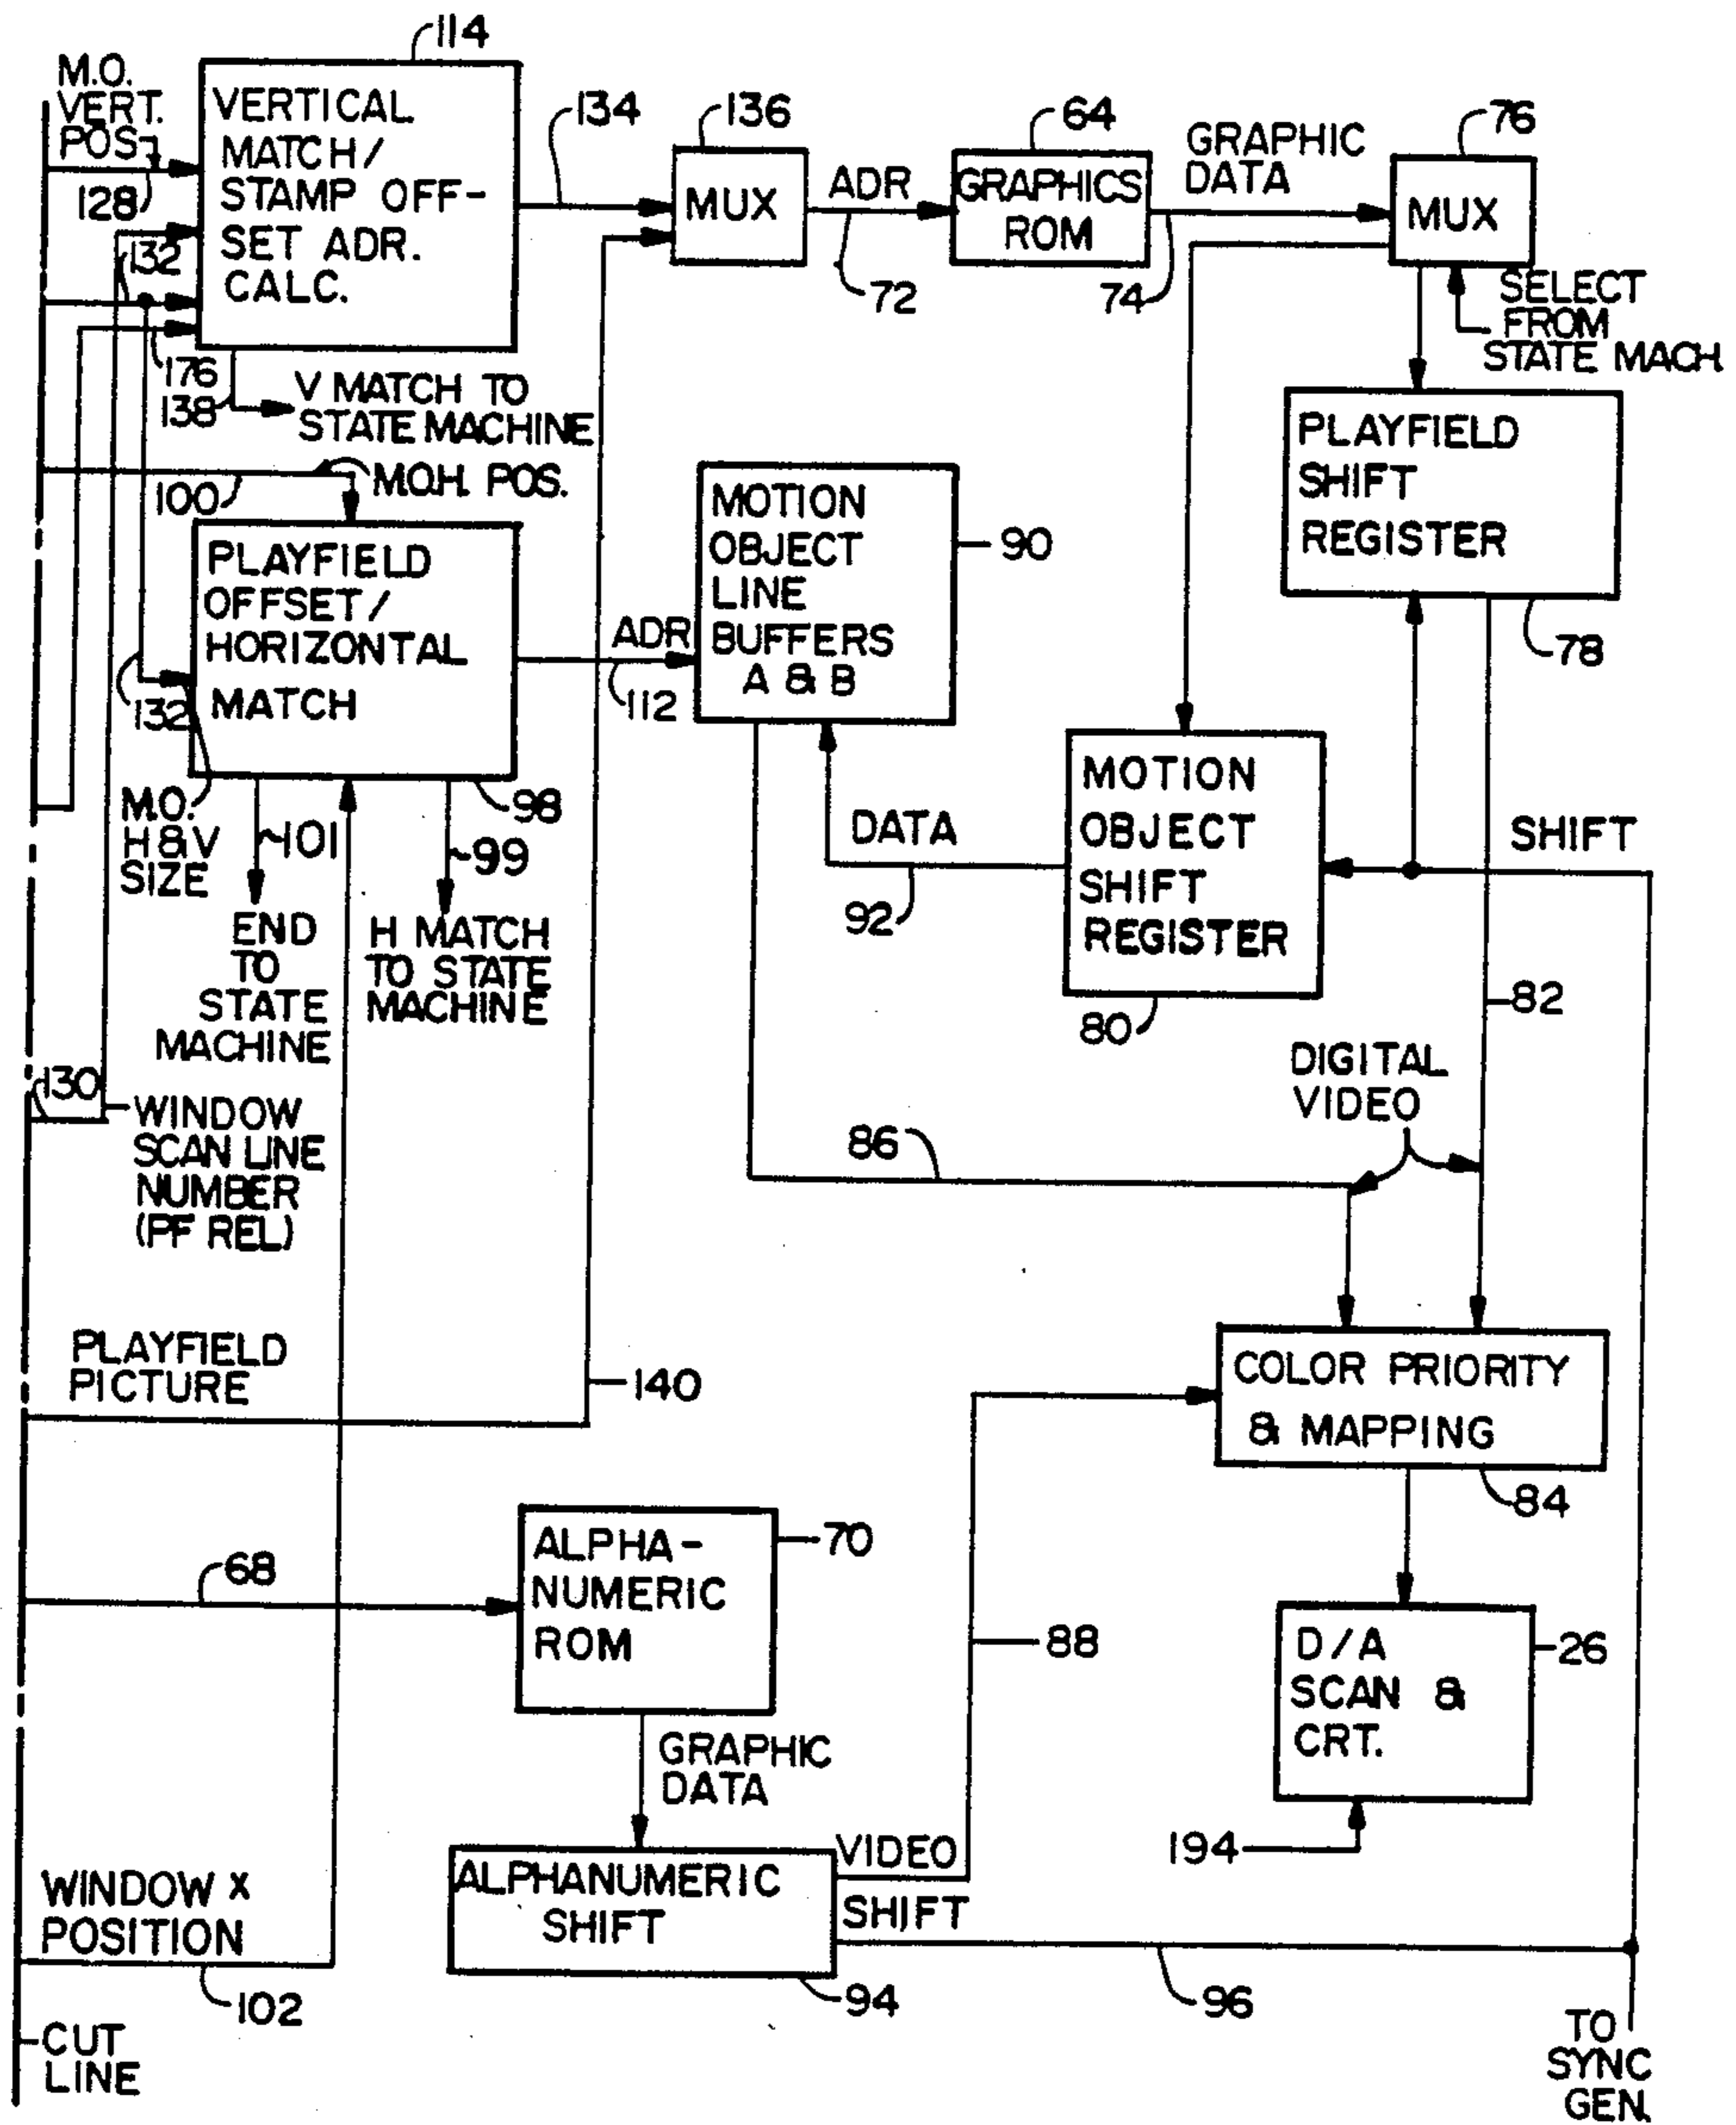 114
M.O.
VERT.
POS
128
132
176
138
VERTICAL
MATCH/
STAMP OFF-
SET ADR.
CALC.
134
136
MUX
ADR
72
64
GRAPHICS
ROM
74
GRAPHIC
DATA
76
MUX
SELECT
FROM
STATE MACH.
V MATCH TO
STATE MACHINE
100
M.O.H. POS.
PLAYFIELD
OFFSET/
HORIZONTAL
MATCH
132
M.O.
H & V
SIZE
98
101
99
END
TO
STATE
MACHINE
H MATCH
TO STATE
MACHINE
ADR
112
MOTION
OBJECT
LINE
BUFFERS
A & B
90
PLAYFIELD
SHIFT
REGISTER
78
DATA
92
MOTION
OBJECT
SHIFT
REGISTER
80
SHIFT
82
130
WINDOW
SCAN LINE
NUMBER
(PF REL)
86
DIGITAL
VIDEO
PLAYFIELD
PICTURE
140
COLOR PRIORITY
& MAPPING
84
68
ALPHA-
NUMERIC
ROM
70
88
D/A
SCAN &
CRT.
26
194
GRAPHIC
DATA
ALPHANUMERIC
SHIFT
VIDEO
SHIFT
94
96
WINDOW X
POSITION
102
CUT
LINE
TO
SYNC
GEN.